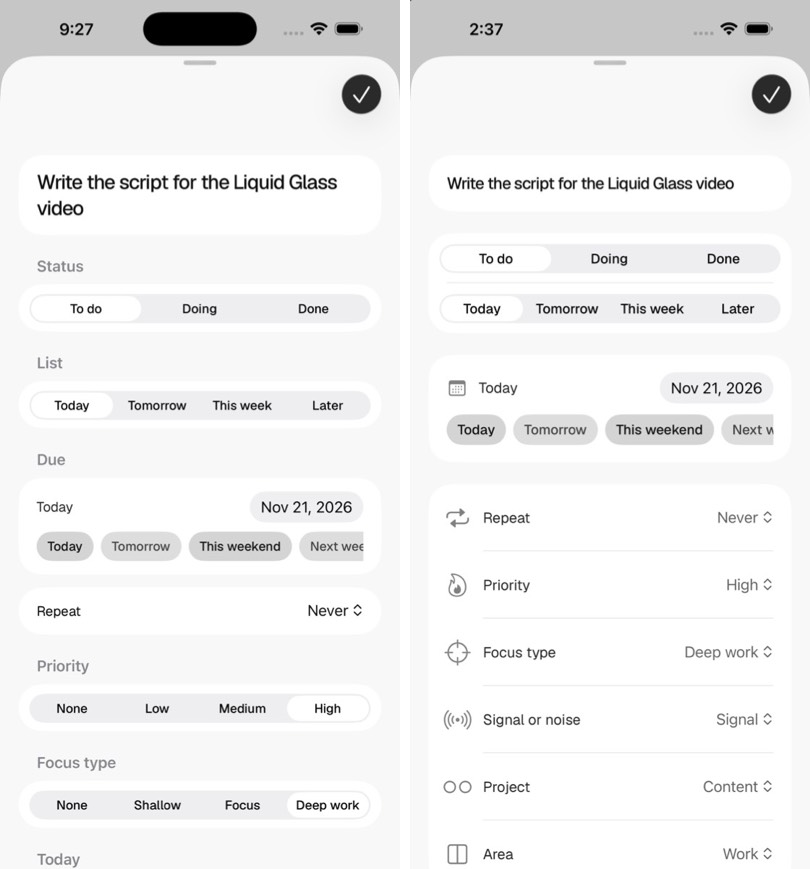 9:27
Write the script for the Liquid Glass
video
Status
To do Doing Done
List
Today Tomorrow This week Later
Due
Today Nov 21, 2026
Today Tomorrow This weekend Next wee
Repeat Never
Priority
None Low Medium High
Focus type
None Shallow Focus Deep work
Today
2:37
Write the script for the Liquid Glass video
To do Doing Done
Today Tomorrow This week Later
Today Nov 21, 2026
Today Tomorrow This weekend Next w
Repeat Never
Priority High
Focus type Deep work
Signal or noise Signal
Project Content
Area Work